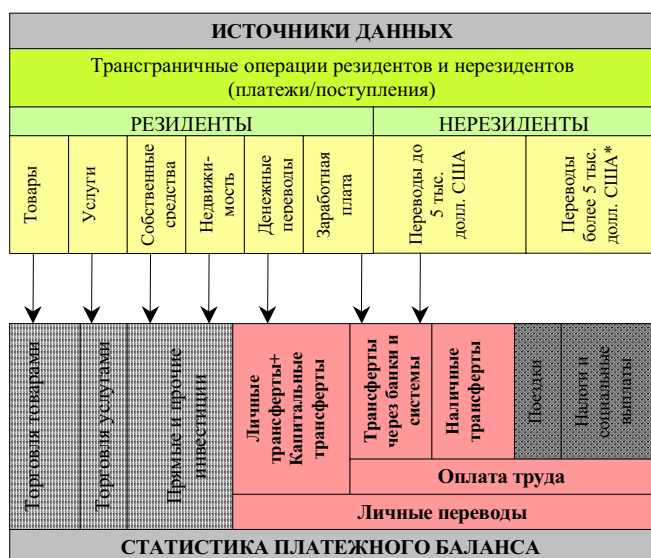 ИСТОЧНИКИ ДАННЫХ
Трансграничные операции резидентов и нерезидентов
(платежи/поступления)
РЕЗИДЕНТЫ
НЕРЕЗИДЕНТЫ
Товары
Услуги
Собственные
средства
Недвижи-
мость
Денежные
переводы
Заработная
плата
Переводы до
5 тыс.
долл. США
Переводы
более 5 тыс.
долл. США*
Торговля товарами
Торговля услугами
Прямые и прочие
инвестиции
Личные
трансферты+
Капитальные
трансферты
Трансферты
через банки и
системы
Наличные
трансферты
Поездки
Налоги и
социальные
выплаты
Оплата труда
Личные переводы
СТАТИСТИКА ПЛАТЕЖНОГО БАЛАНСА